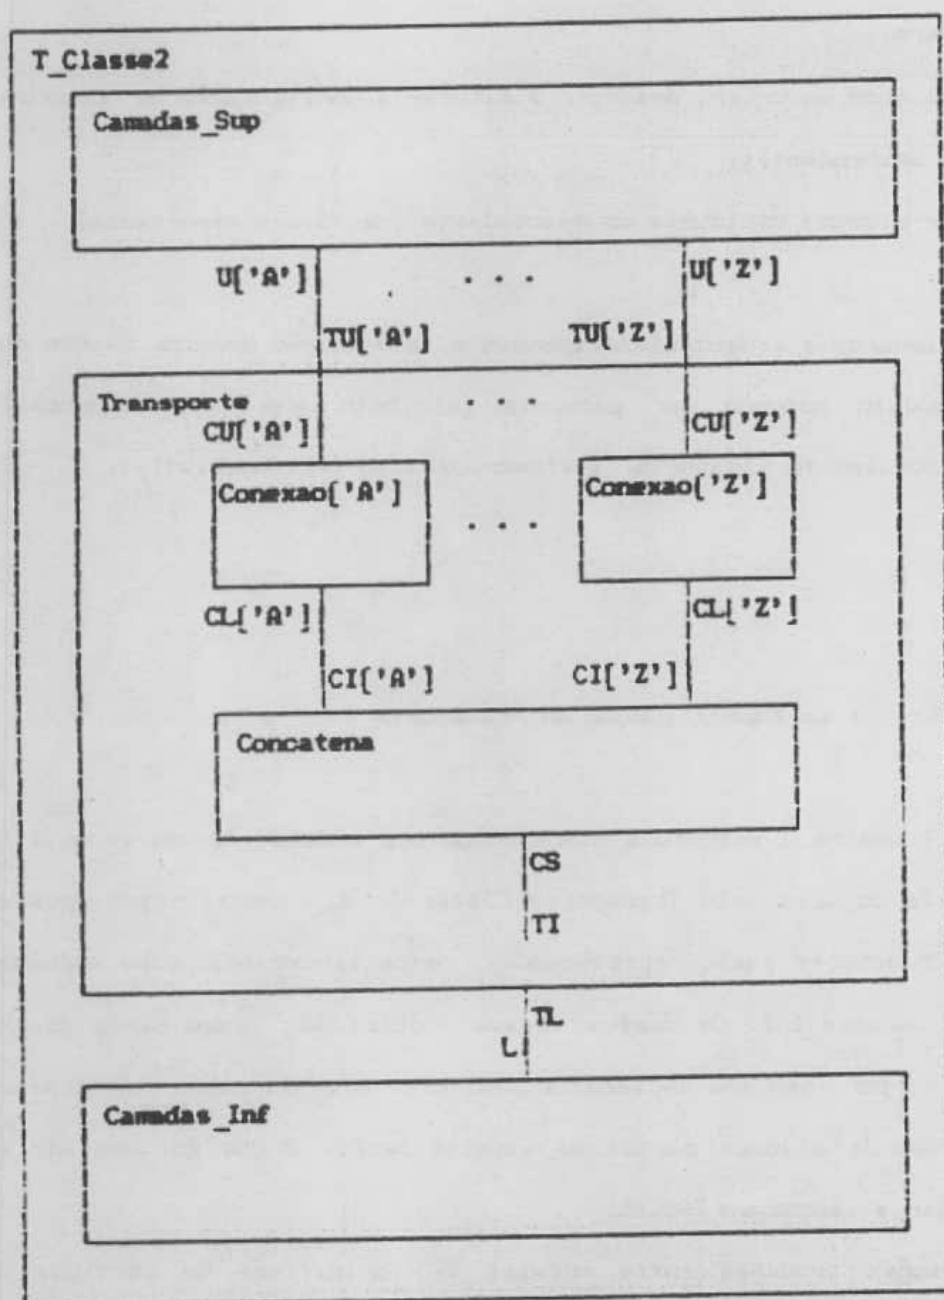 T_Classe2
Camadas_Sup
U['A'] . . . U['Z']
TU['A'] TU['Z']
Transporte . . .
CU['A'] CU['Z']
Conexao['A'] Conexao['Z']
. . .
CL['A'] CL['Z']
CI['A'] CI['Z']
Concatena
CS
TI
TL
L
Camadas_Inf